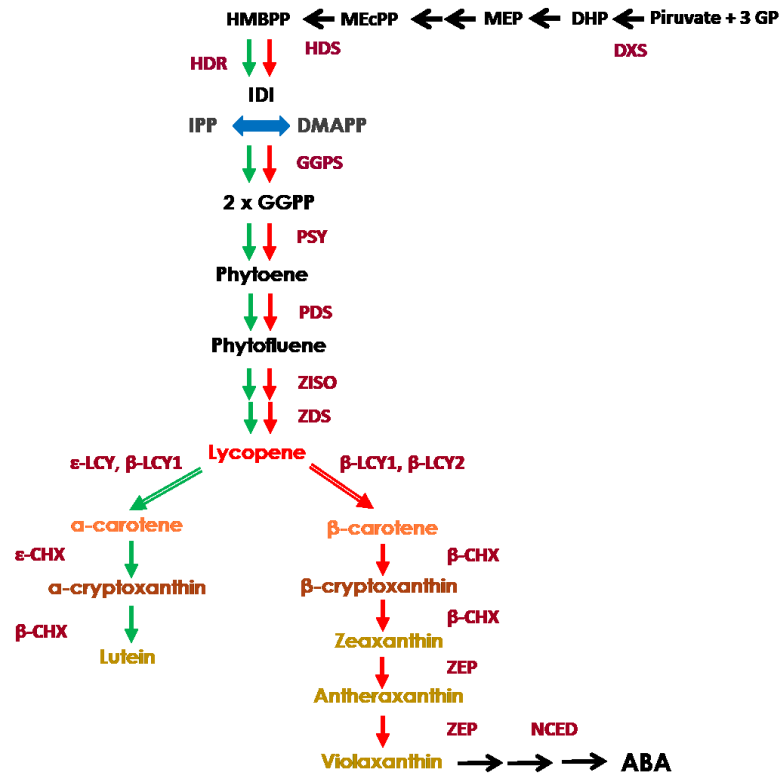 HMBPP MEcPP MEP DHP Piruvate + 3 GP
HDR HDS DXS
IDI
IPP DMAPP
GGPS
2 x GGPP
PSY
Phytoene
PDS
Phytofluene
ZISO
ZDS
Lycopene
ε-LCY, β-LCY1 β-LCY1, β-LCY2
α-carotene β-carotene
ε-CHX β-CHX
α-cryptoxanthin β-cryptoxanthin
β-CHX β-CHX
Lutein Zeaxanthin
ZEP
Antheraxanthin
ZEP NCED
Violaxanthin ABA